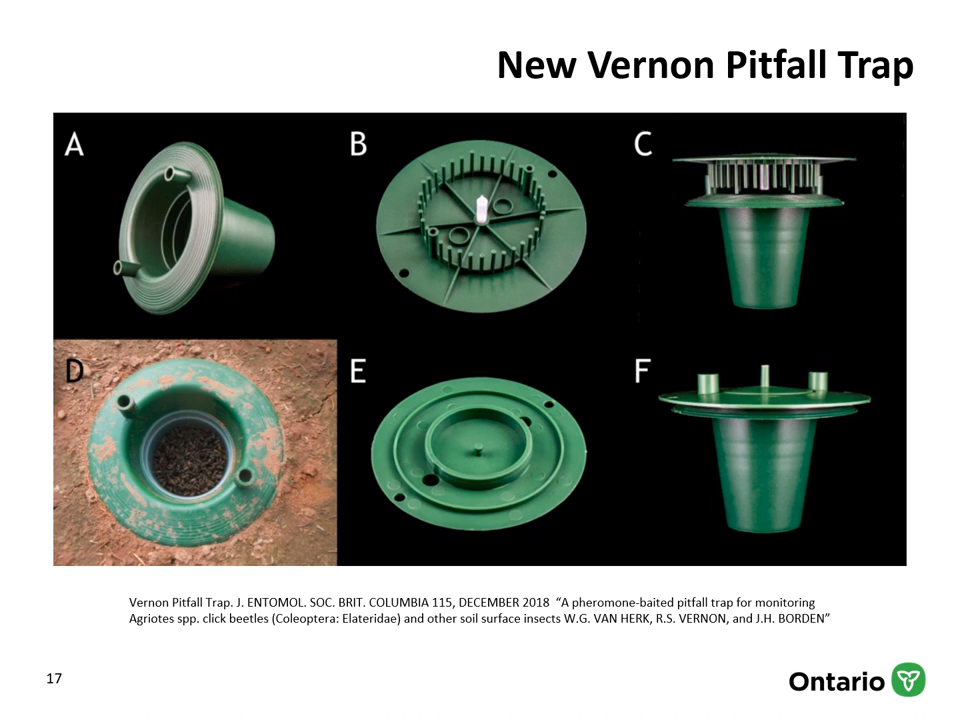 New Vernon Pitfall Trap
A
B
C
D
E
F
Vernon Pitfall Trap. J. ENTOMOL. SOC. BRIT. COLUMBIA 115, DECEMBER 2018  “A pheromone-baited pitfall trap for monitoring
Agriotes spp. click beetles (Coleoptera: Elateridae) and other soil surface insects W.G. VAN HERK, R.S. VERNON, and J.H. BORDEN”
17
Ontario